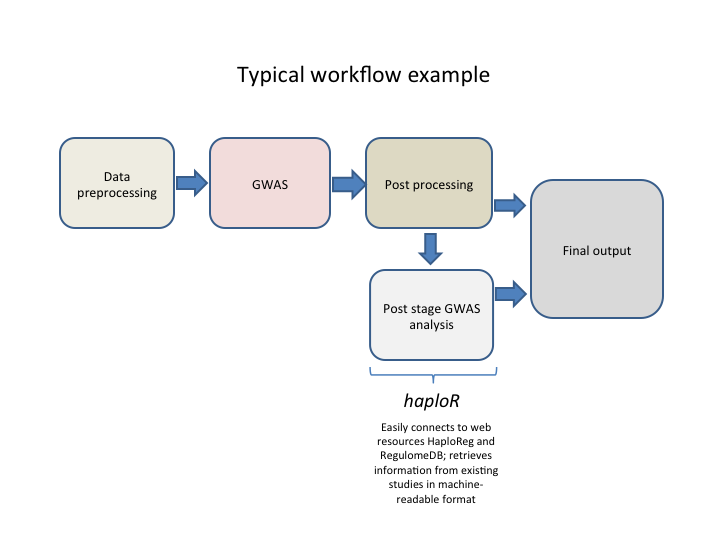 Typical workflow example
Data
preprocessing
GWAS
Post processing
Final output
Post stage GWAS
analysis
haploR
Easily connects to web
resources HaploReg and
RegulomeDB; retrieves
information from existing
studies in machine-
readable format